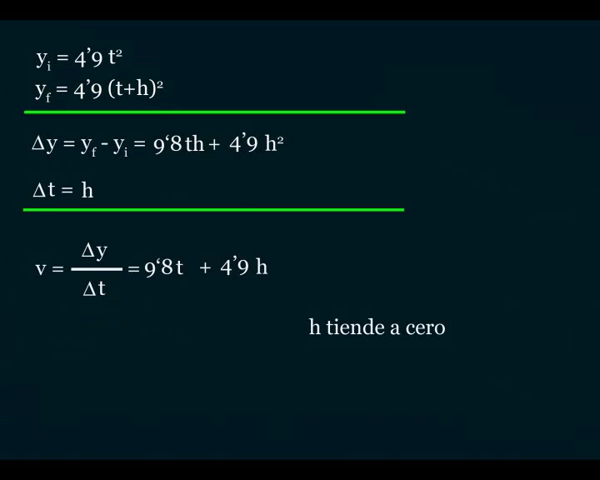 yᵢ = 4’9 t²
y_f = 4’9 (t+h)²
Δy = y_f - yᵢ = 9‘8 th + 4’9 h²
Δt = h
v = Δy / Δt = 9‘8 t + 4’9 h
h tiende a cero